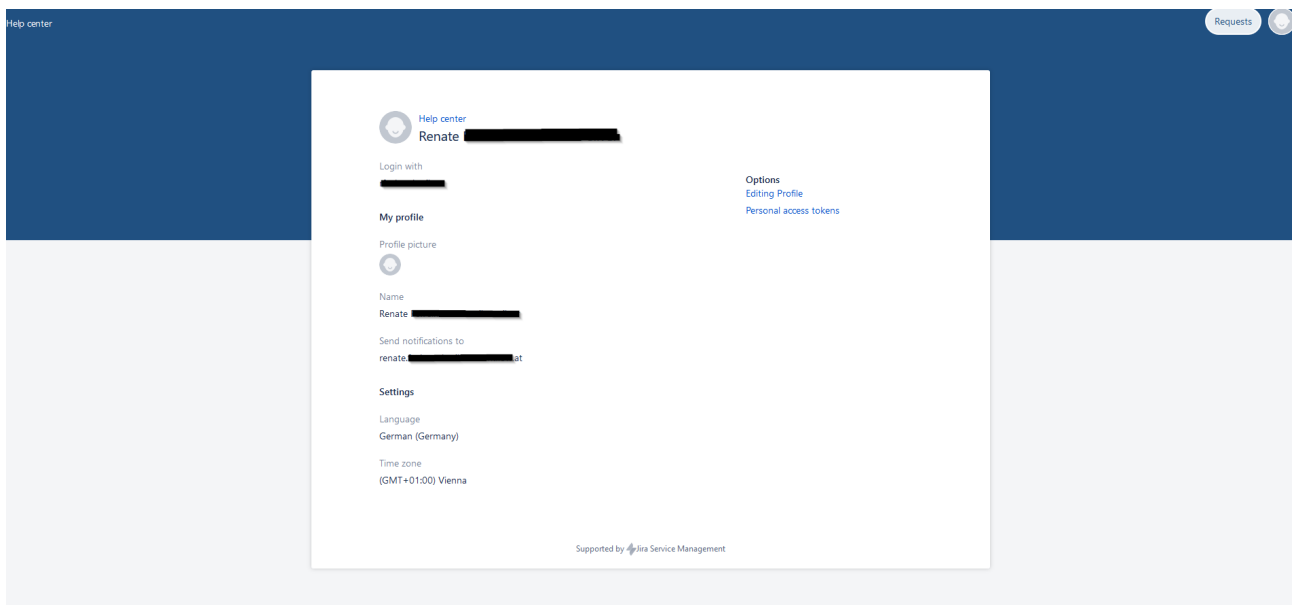 Help center
Requests
Help center
Renate
Login with
Options
Editing Profile
Personal access tokens
My profile
Profile picture
Name
Renate
Send notifications to
renate. at
Settings
Language
German (Germany)
Time zone
(GMT+01:00) Vienna
Supported by Jira Service Management